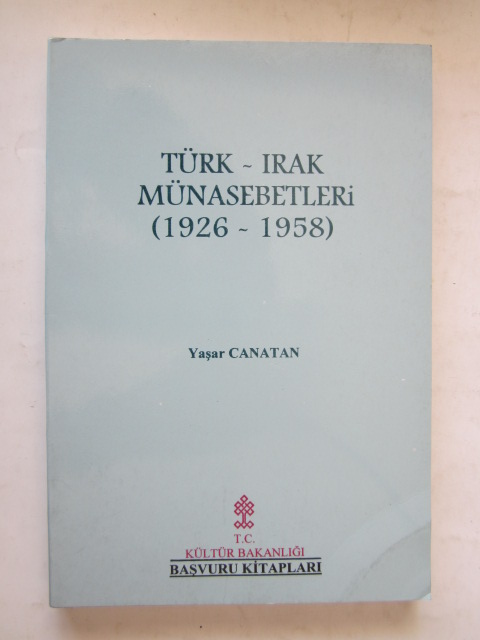 TÜRK ~ IRAK
MÜNASEBETLERi
(1926 ~ 1958)
Yaşar CANATAN
T.C.
KÜLTÜR BAKANLIĞI
BAŞVURU KİTAPLARI